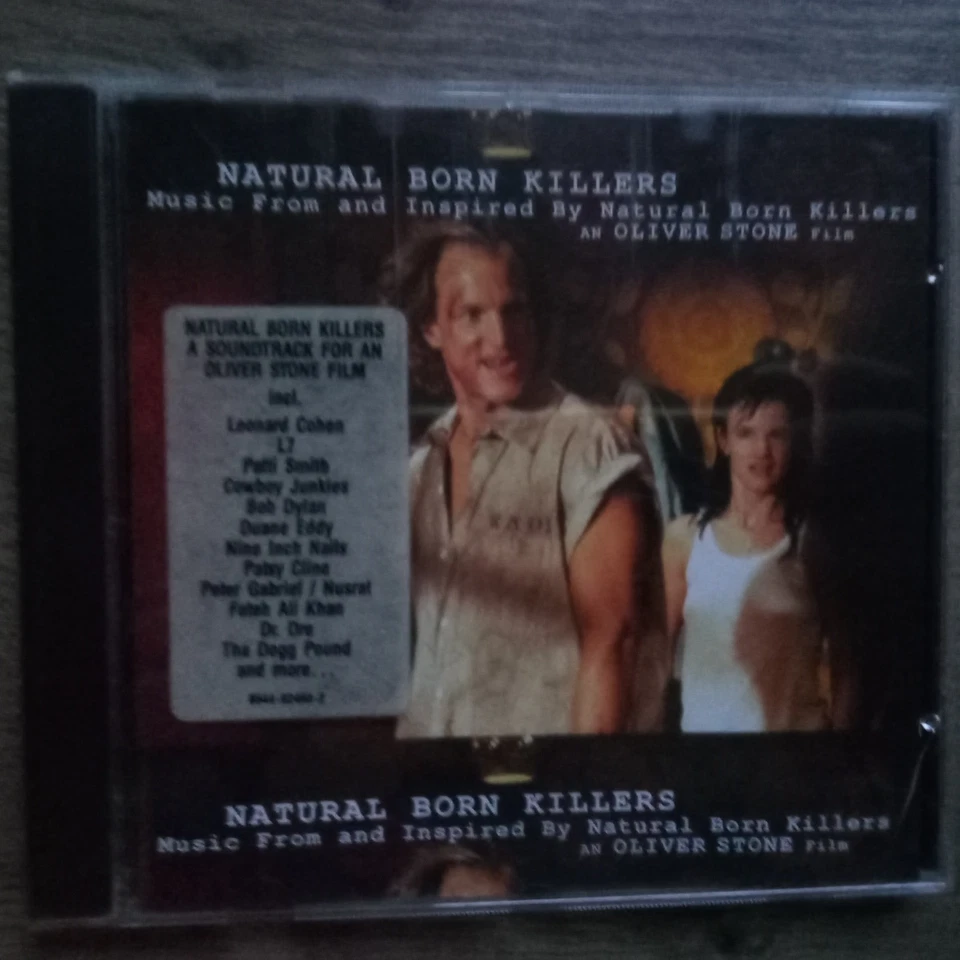 NATURAL BORN KILLERS
Music From and Inspired By Natural Born Killers
AN OLIVER STONE Film
NATURAL BORN KILLERS
A SOUNDTRACK FOR AN
OLIVER STONE FILM
incl.
Leonard Cohen
L7
Patti Smith
Cowboy Junkies
Bob Dylan
Duane Eddy
Nine Inch Nails
Patsy Cline
Peter Gabriel / Nusrat
Fateh Ali Khan
Dr. Dre
Tha Dogg Pound
and more...
NATURAL BORN KILLERS
Music From and Inspired By Natural Born Killers
AN OLIVER STONE Film